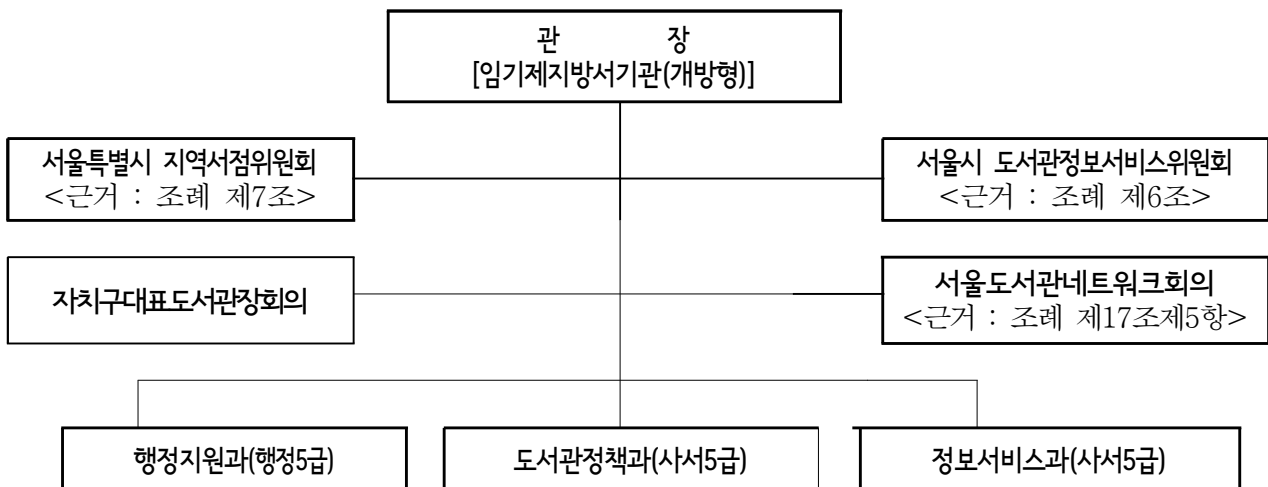 관 장
[임기제지방서기관(개방형)]
서울특별시 지역서점위원회
<근거 : 조례 제7조>
서울시 도서관정보서비스위원회
<근거 : 조례 제6조>
자치구대표도서관장회의
서울도서관네트워크회의
<근거 : 조례 제17조제5항>
행정지원과(행정5급)
도서관정책과(사서5급)
정보서비스과(사서5급)